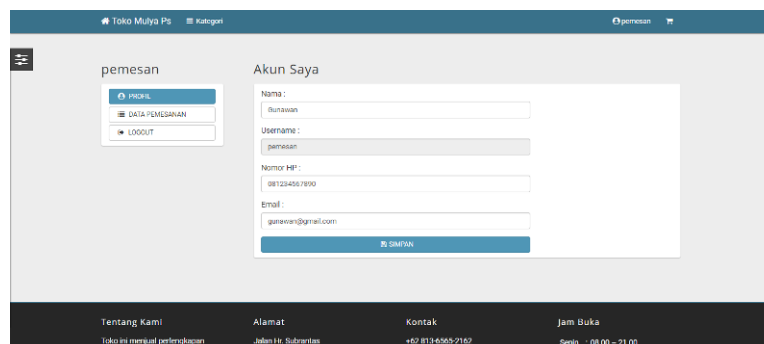 Toko Mulya Ps
Kategori
pemesan
pemesan
PROFIL
DATA PEMESANAN
LOGOUT
Akun Saya
Nama :
Gunawan
Username :
pemesan
Nomor HP :
081234567890
Email :
gunawan@gmail.com
SIMPAN
Tentang Kami
Toko ini menjual perlengkapan
Alamat
Jalan Hr. Subrantas
Kontak
+62 813-6565-2162
Jam Buka
Senin : 08.00 – 21.00